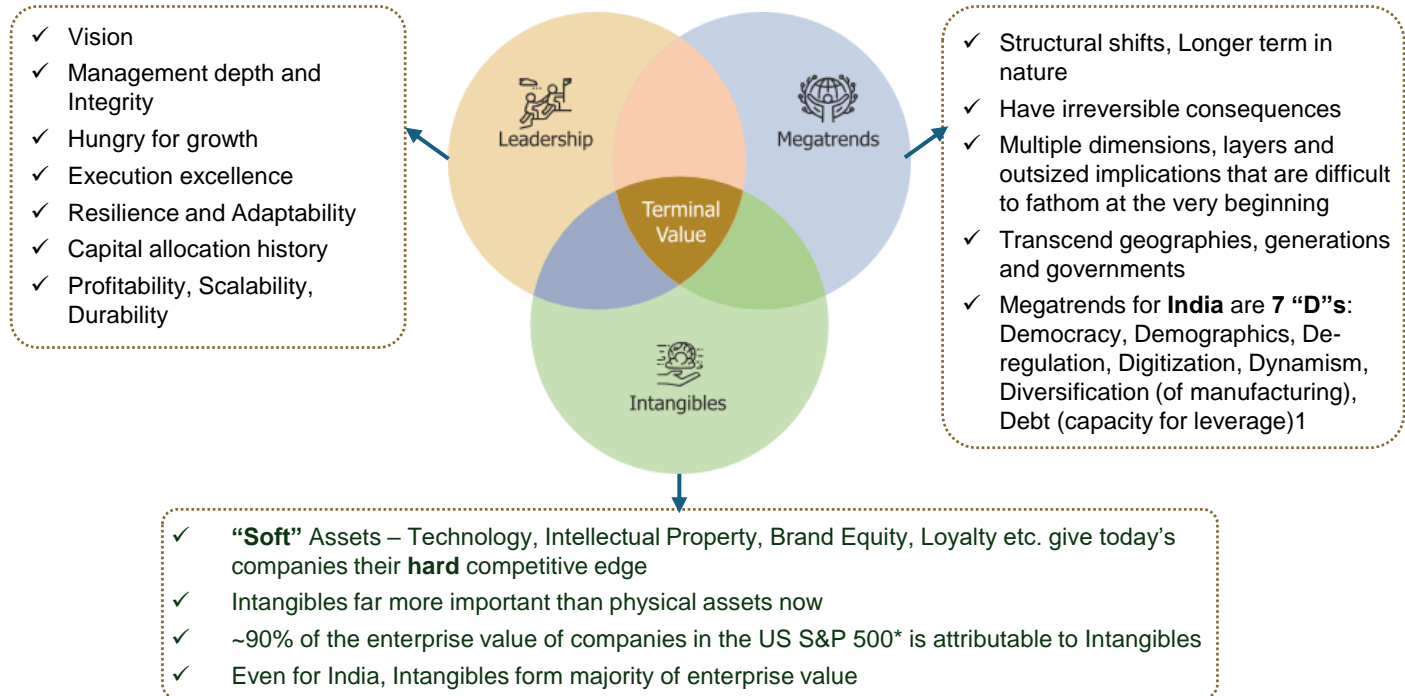 ✓ Vision
✓ Management depth and
Integrity
✓ Hungry for growth
✓ Execution excellence
✓ Resilience and Adaptability
✓ Capital allocation history
✓ Profitability, Scalability,
Durability
Leadership
Megatrends
Terminal
Value
Intangibles
✓ Structural shifts, Longer term in
nature
✓ Have irreversible consequences
✓ Multiple dimensions, layers and
outsized implications that are difficult
to fathom at the very beginning
✓ Transcend geographies, generations
and governments
✓ Megatrends for India are 7 “D”s:
Democracy, Demographics, De-
regulation, Digitization, Dynamism,
Diversification (of manufacturing),
Debt (capacity for leverage)1
✓ “Soft” Assets – Technology, Intellectual Property, Brand Equity, Loyalty etc. give today’s
companies their hard competitive edge
✓ Intangibles far more important than physical assets now
✓ ~90% of the enterprise value of companies in the US S&P 500* is attributable to Intangibles
✓ Even for India, Intangibles form majority of enterprise value